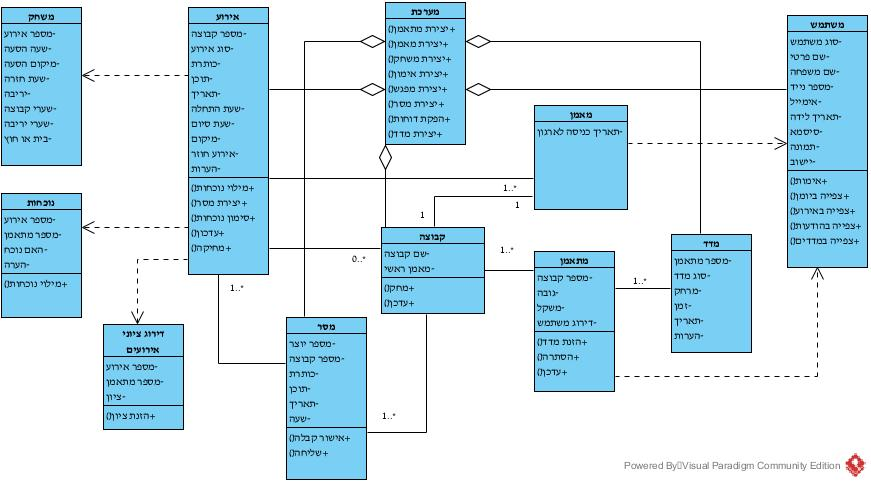 משחק
-מספר אירוע
-שעה הסעה
-מיקום הסעה
-שעת חזרה
-יריבה
-שערי קבוצה
-שערי יריבה
-בית או חוץ
אירוע
-מספר קבוצה
-סוג אירוע
-כותרת
-תוכן
-תאריך
-שעת התחלה
-שעת סיום
-מיקום
-אירוע חוזר
-הערות
+מילוי נוכחות()
+יצירת מסר()
+סימון נוכחות()
+עדכון()
+מחיקה()
מערכת
+יצירת מתאמן()
+יצירת מאמן()
+יצירת משחק()
+יצירת אימון()
+יצירת מפגש()
+יצירת מסר()
+הפקת דוחות()
+יצירת מדד()
משתמש
-סוג משתמש
-שם פרטי
-שם משפחה
-מספר נייד
-אימייל
-תאריך לידה
-סיסמא
-תמונה
-יישוב
+אימות()
+צפייה ביומן()
+צפייה באירוע()
+צפייה בהודעות()
+צפייה במדדים()
מאמן
-תאריך כניסה לארגון
נוכחות
-מספר אירוע
-מספר מתאמן
-האם נוכח
-הערה
+מילוי נוכחות()
קבוצה
-שם קבוצה
-מאמן ראשי
+מחק()
+עדכן()
מתאמן
-מספר קבוצה
-גובה
-משקל
-דירוג משתמש
+הזנת מדד()
+הסתרה()
+עדכן()
מדד
-מספר מתאמן
-סוג מדד
-מרחק
-זמן
-תאריך
-הערות
דירוג ציוני
אירועים
-מספר אירוע
-מספר מתאמן
-ציון
+הזנת ציון()
מסר
-מספר יוצר
-מספר קבוצה
-כותרת
-תוכן
-תאריך
-שעה
+אישור קבלה()
+שליחה()
1..*
1
1
0..*
1..*
1..*
1..*
1..*
Powered By Visual Paradigm Community Edition